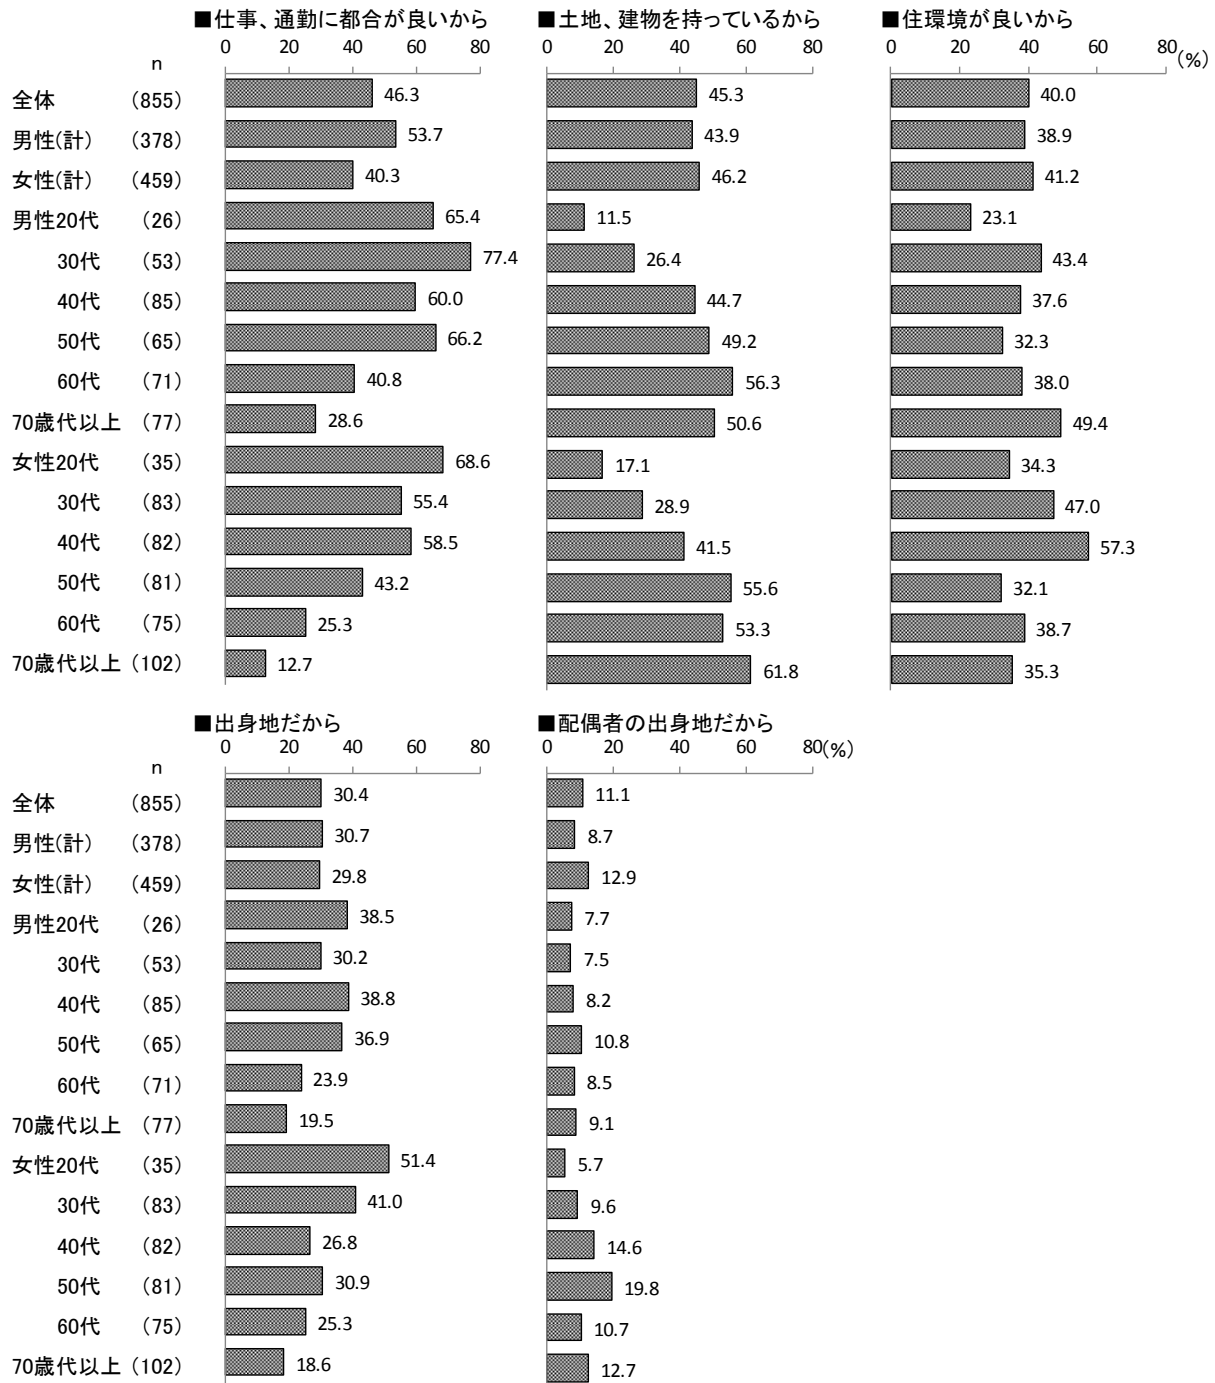 ■仕事、通勤に都合が良いから ■土地、建物を持っているから ■住環境が良いから
0 20 40 60 80 0 20 40 60 80 0 20 40 60 80 (%)
n
全体 (855) 46.3 45.3 40.0
男性(計) (378) 53.7 43.9 38.9
女性(計) (459) 40.3 46.2 41.2
男性20代 (26) 65.4 11.5 23.1
30代 (53) 77.4 26.4 43.4
40代 (85) 60.0 44.7 37.6
50代 (65) 66.2 49.2 32.3
60代 (71) 40.8 56.3 38.0
70歳代以上 (77) 28.6 50.6 49.4
女性20代 (35) 68.6 17.1 34.3
30代 (83) 55.4 28.9 47.0
40代 (82) 58.5 41.5 57.3
50代 (81) 43.2 55.6 32.1
60代 (75) 25.3 53.3 38.7
70歳代以上 (102) 12.7 61.8 35.3
■出身地だから ■配偶者の出身地だから
0 20 40 60 80 0 20 40 60 80(%)
n
全体 (855) 30.4 11.1
男性(計) (378) 30.7 8.7
女性(計) (459) 29.8 12.9
男性20代 (26) 38.5 7.7
30代 (53) 30.2 7.5
40代 (85) 38.8 8.2
50代 (65) 36.9 10.8
60代 (71) 23.9 8.5
70歳代以上 (77) 19.5 9.1
女性20代 (35) 51.4 5.7
30代 (83) 41.0 9.6
40代 (82) 26.8 14.6
50代 (81) 30.9 19.8
60代 (75) 25.3 10.7
70歳代以上 (102) 18.6 12.7